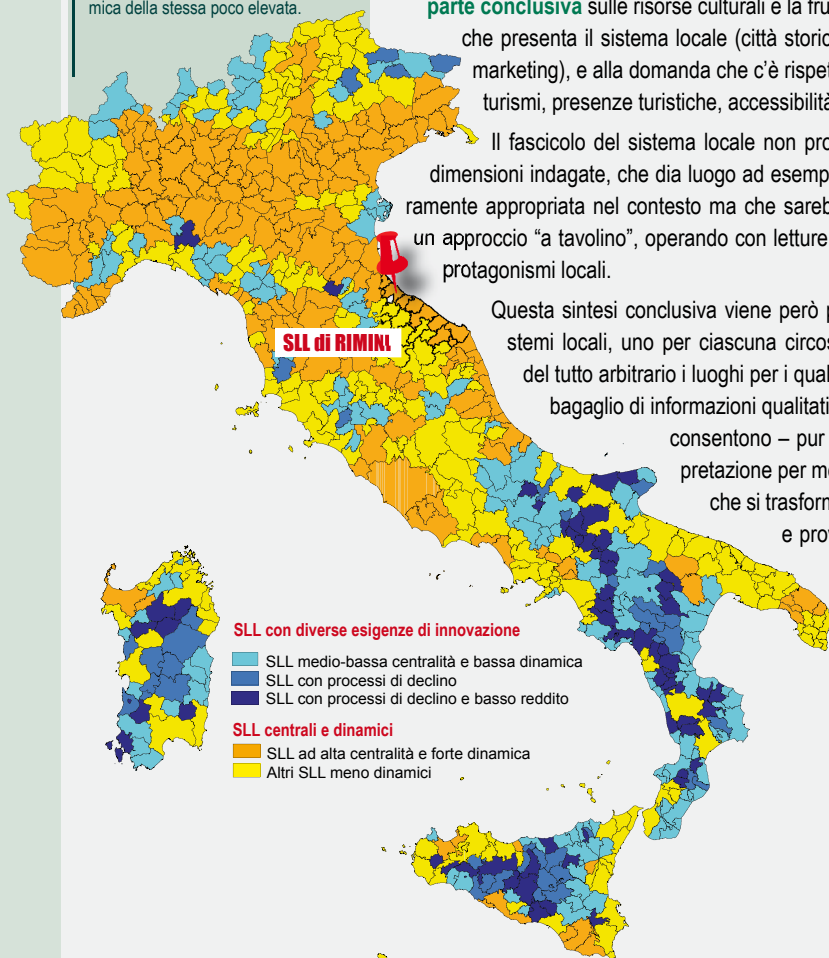 mica della stessa poco elevata.
parte conclusiva sulle risorse culturali e la fru
che presenta il sistema locale (città storic
marketing), e alla domanda che c'è rispet
turismi, presenze turistiche, accessibilità
Il fascicolo del sistema locale non pro
dimensioni indagate, che dia luogo ad esemp
ramente appropriata nel contesto ma che sareb
un approccio "a tavolino", operando con letture
protagonismi locali.
Questa sintesi conclusiva viene però p
stemi locali, uno per ciascuna circos
del tutto arbitrario i luoghi per i qual
bagaglio di informazioni qualitati
consentono – pur
pretazione per me
che si trasform
e prov
SLL di RIMINI
SLL con diverse esigenze di innovazione
SLL medio-bassa centralità e bassa dinamica
SLL con processi di declino
SLL con processi di declino e basso reddito
SLL centrali e dinamici
SLL ad alta centralità e forte dinamica
Altri SLL meno dinamici